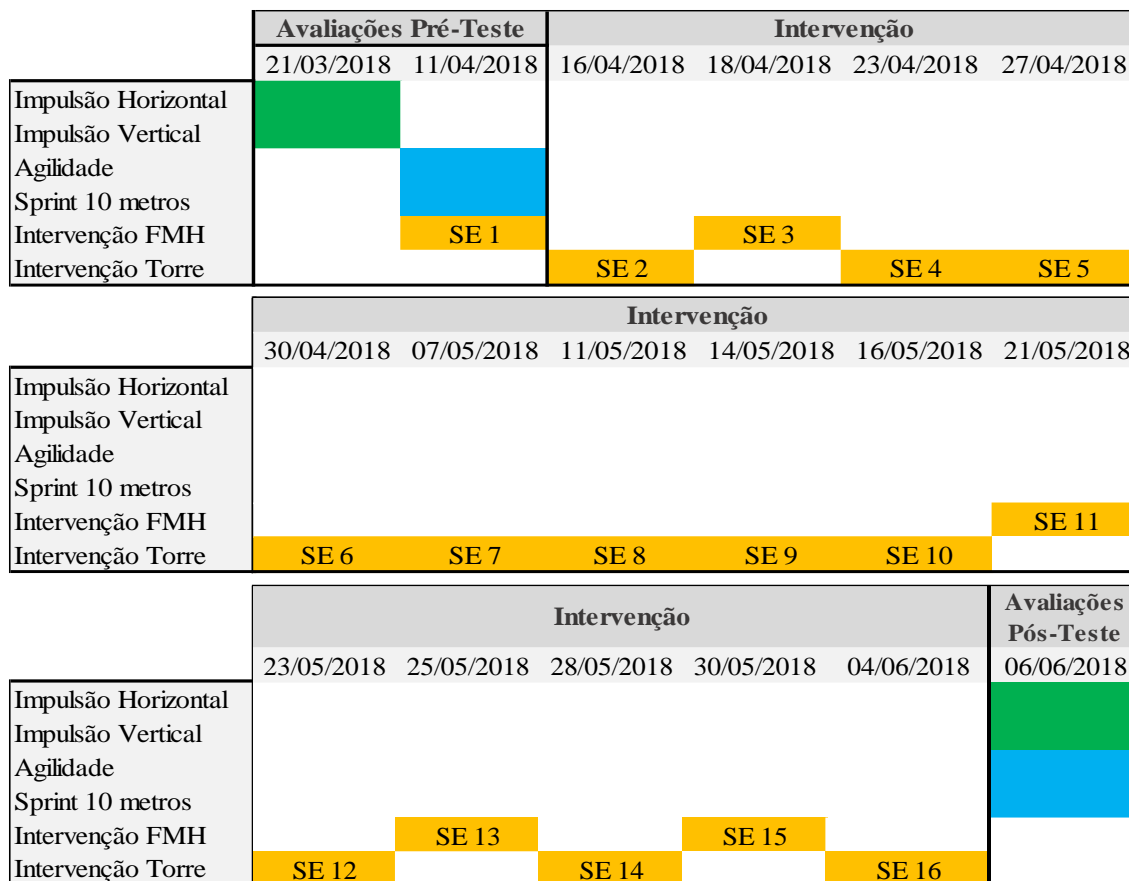 Avaliações Pré-Teste Intervenção
21/03/2018 11/04/2018 16/04/2018 18/04/2018 23/04/2018 27/04/2018
Impulsão Horizontal
Impulsão Vertical
Agilidade
Sprint 10 metros
Intervenção FMH SE 1 SE 3
Intervenção Torre SE 2 SE 4 SE 5
Intervenção
30/04/2018 07/05/2018 11/05/2018 14/05/2018 16/05/2018 21/05/2018
Impulsão Horizontal
Impulsão Vertical
Agilidade
Sprint 10 metros
Intervenção FMH SE 11
Intervenção Torre SE 6 SE 7 SE 8 SE 9 SE 10
Intervenção Avaliações
Pós-Teste
23/05/2018 25/05/2018 28/05/2018 30/05/2018 04/06/2018 06/06/2018
Impulsão Horizontal
Impulsão Vertical
Agilidade
Sprint 10 metros
Intervenção FMH SE 13 SE 15
Intervenção Torre SE 12 SE 14 SE 16